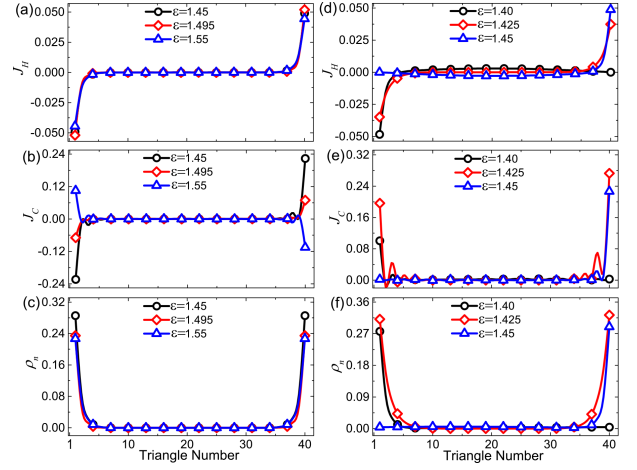 (a)
0.050
0.025
0.000
-0.025
-0.050
J_H
ε=1.45
ε=1.495
ε=1.55
(d)
0.050
0.025
0.000
-0.025
-0.050
J_H
ε=1.40
ε=1.425
ε=1.45
(b)
0.24
0.12
0.00
-0.12
-0.24
J_C
ε=1.45
ε=1.495
ε=1.55
(e)
0.32
0.24
0.16
0.08
0.00
J_C
ε=1.40
ε=1.425
ε=1.45
(c)
0.32
0.24
0.16
0.08
0.00
ρ_n
ε=1.45
ε=1.495
ε=1.55
1 10 20 30 40
Triangle Number
(f)
0.36
0.27
0.18
0.09
0.00
ρ_n
ε=1.40
ε=1.425
ε=1.45
1 10 20 30 40
Triangle Number